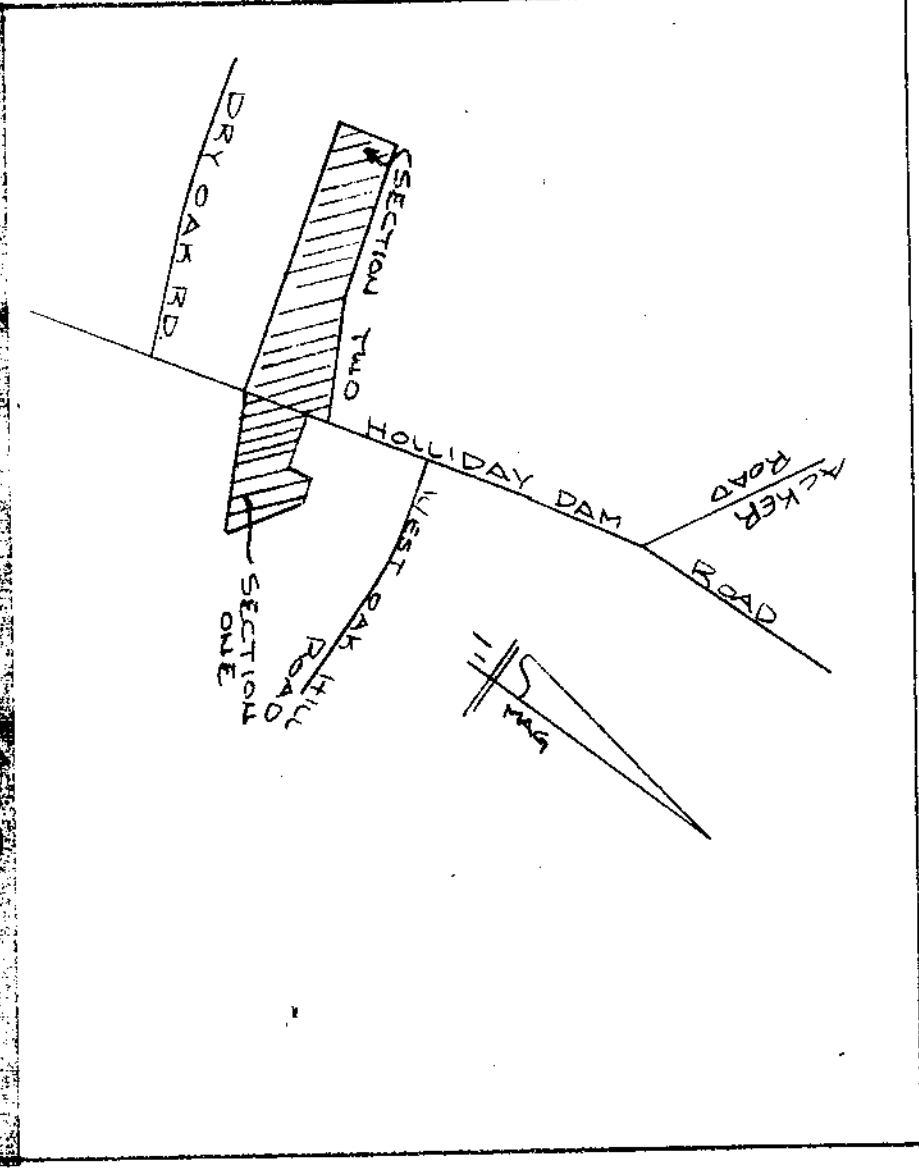 DRY OAK RD.
SECTION TWO
HOLLIDAY DAM ROAD
ACKER
ROAD
WEST OAK HILL
ROAD
SECTION
ONE
MAG